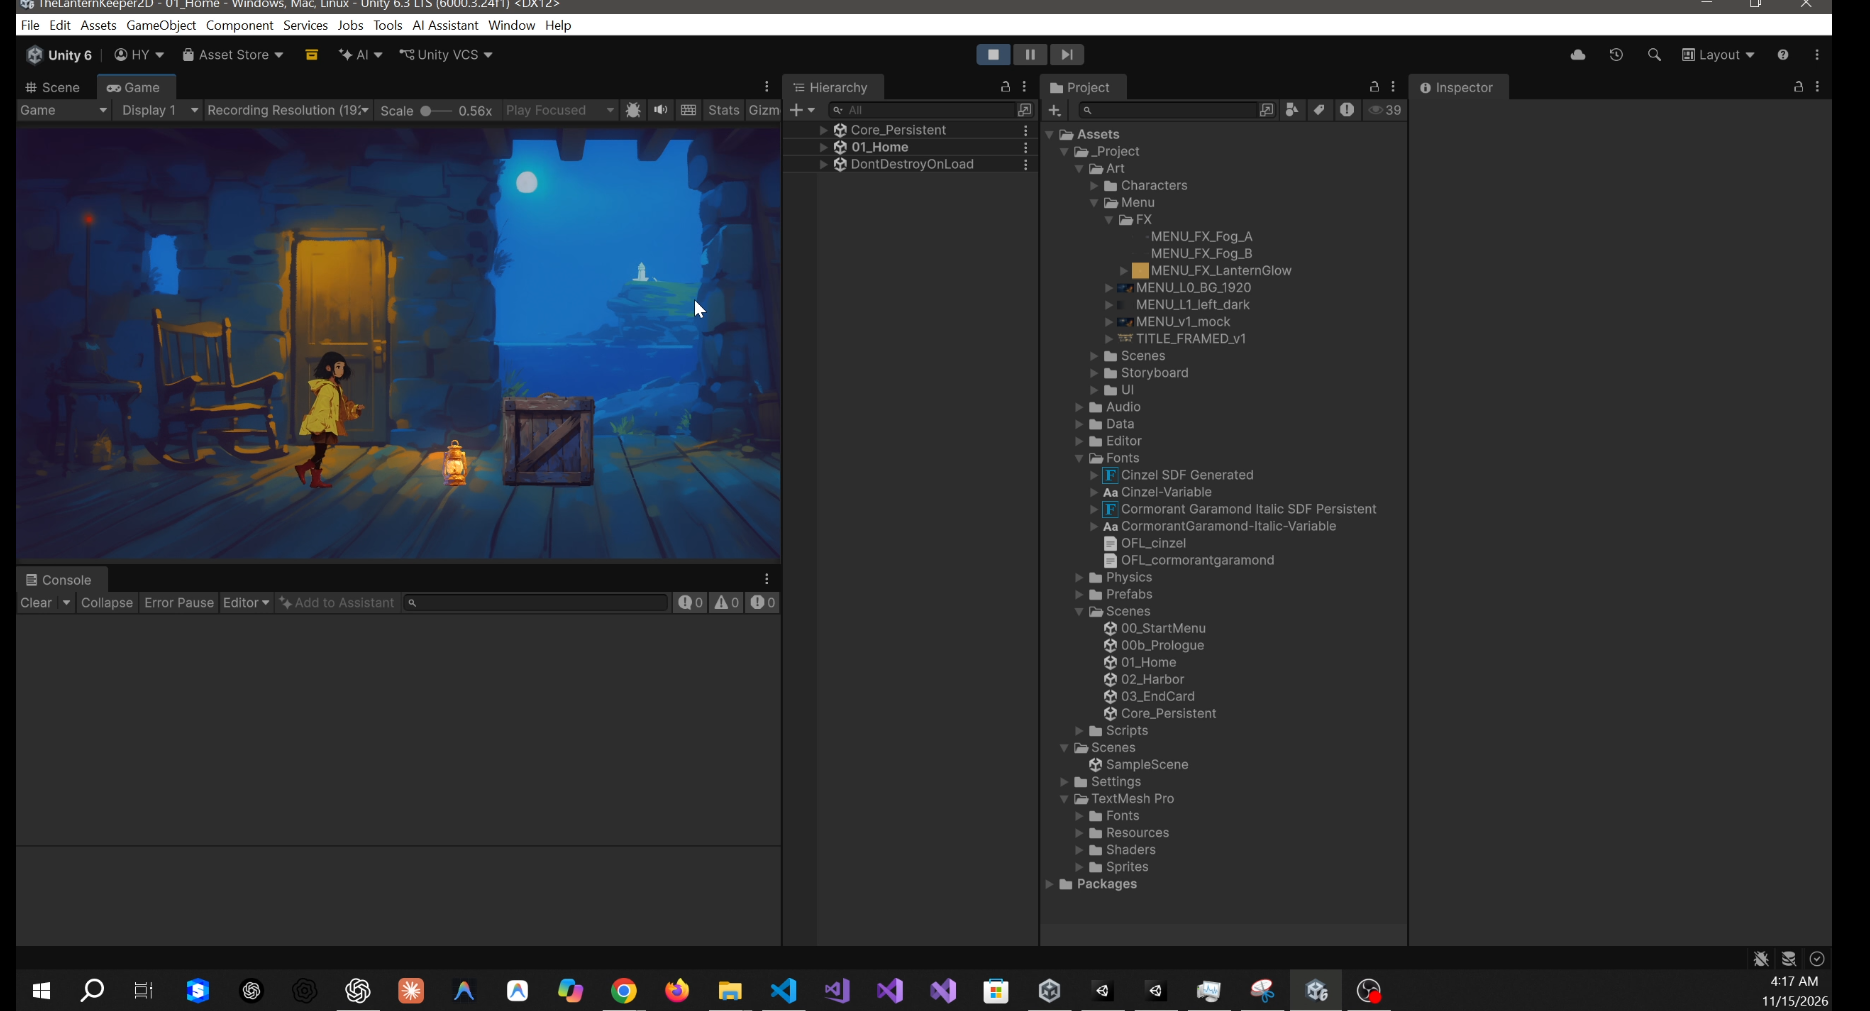 TheLanternKeeper2D - 01_Home - Windows, Mac, Linux - Unity 6.3 LTS (6000.3.24f1) <DX12>
File Edit Assets GameObject Component Services Jobs Tools AI Assistant Window Help
Unity 6 HY Asset Store AI Unity VCS Layout
Scene Game
Game Display 1 Recording Resolution (192 Scale 0.56x Play Focused Stats Gizm
Hierarchy
All
Core_Persistent
01_Home
DontDestroyOnLoad
Project
39
Assets
_Project
Art
Characters
Menu
FX
MENU_FX_Fog_A
MENU_FX_Fog_B
MENU_FX_LanternGlow
MENU_L0_BG_1920
MENU_L1_left_dark
MENU_v1_mock
TITLE_FRAMED_v1
Scenes
Storyboard
UI
Audio
Data
Editor
Fonts
Cinzel SDF Generated
Cinzel-Variable
Cormorant Garamond Italic SDF Persistent
CormorantGaramond-Italic-Variable
OFL_cinzel
OFL_cormorantgaramond
Physics
Prefabs
Scenes
00_StartMenu
00b_Prologue
01_Home
02_Harbor
03_EndCard
Core_Persistent
Scripts
Scenes
SampleScene
Settings
TextMesh Pro
Fonts
Resources
Shaders
Sprites
Packages
Inspector
Console
Clear Collapse Error Pause Editor Add to Assistant 0 0 0
4:17 AM
11/15/2026